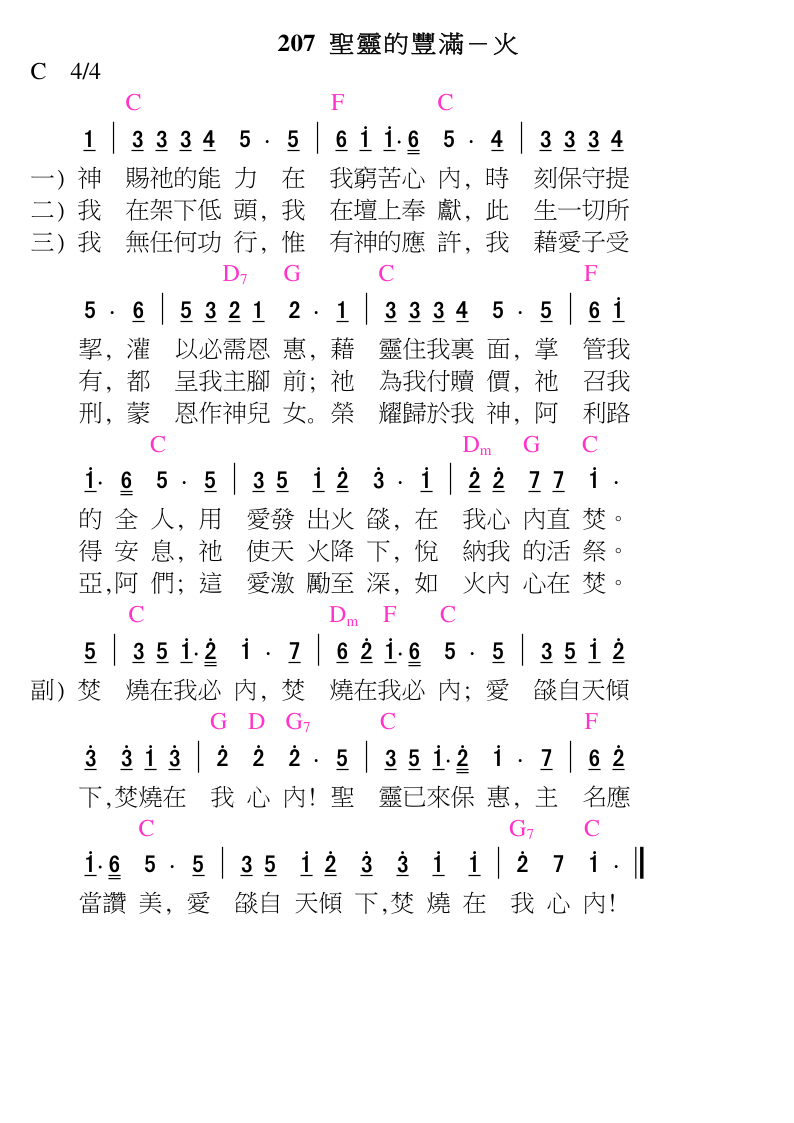 207 聖靈的豐滿－火
C 4/4
C F C
1 | 3 3 3 4 5 · 5 | 6 i i· 6 5 · 4 | 3 3 3 4
一) 神 賜祂的能 力 在 我窮苦心 內, 時 刻保守提
二) 我 在架下低 頭, 我 在壇上奉 獻, 此 生一切所
三) 我 無任何功 行, 惟 有神的應 許, 我 藉愛子受
D7 G C F
5 · 6 | 5 3 2 1 2 · 1 | 3 3 3 4 5 · 5 | 6 i
挈, 灌 以必需恩 惠, 藉 靈住我裏 面, 掌 管我
有, 都 呈我主腳 前; 祂 為我付贖 價, 祂 召我
刑, 蒙 恩作神兒 女。榮 耀歸於我 神, 阿 利路
C Dm G C
i· 6 5 · 5 | 3 5 i 2̇ 3̇ · i | 2̇ 2̇ 7 7 i ·
的 全 人, 用 愛發 出火 燄, 在 我心 內直 焚。
得 安 息, 祂 使天 火降 下, 悅 納我 的活 祭。
亞,阿 們; 這 愛激 勵至 深, 如 火內 心在 焚。
C Dm F C
5 | 3 5 i· 2̇ i · 7 | 6 2̇ i· 6 5 · 5 | 3 5 i 2̇
副) 焚 燒在我必 內, 焚 燒在我必 內; 愛 燄自天傾
G D G7 C F
3̇ 3̇ i 3̇ | 2̇ 2̇ 2̇ · 5 | 3 5 i· 2̇ i · 7 | 6 2̇
下,焚燒在 我 心 內! 聖 靈已來保 惠, 主 名應
C G7 C
i· 6 5 · 5 | 3 5 i 2̇ 3̇ 3̇ i i | 2̇ 7 i · ‖
當讚 美, 愛 燄自 天傾 下,焚 燒 在 我 心 內!